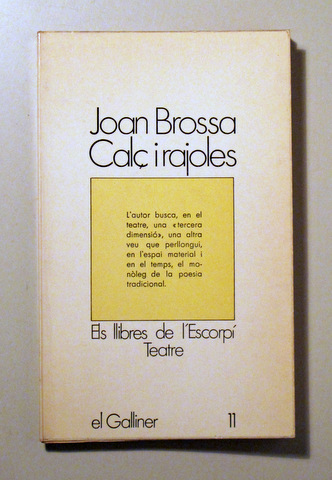 Joan Brossa
Calç i rajoles
L'autor busca, en el
teatre, una «tercera
dimensió», una altra
veu que perllongui,
en l'espai material i
en el temps, el mo-
nòleg de la poesia
tradicional.
Els llibres de l'Escorpí
Teatre
el Galliner 11